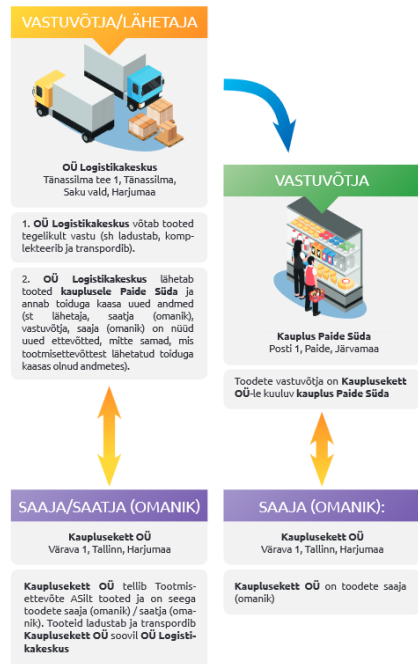 VASTUVÕTJA/LÄHETAJA
OÜ Logistikakeskus
Tänassilma tee 1, Tänassilma,
Saku vald, Harjumaa
1. OÜ Logistikakeskus võtab tooted
tegelikult vastu (sh ladustab, komp-
lekteerib ja transpordib).
2. OÜ Logistikakeskus lähetab
tooted kauplusele Paide Süda ja
annab toiduga kaasa uued andmed
(st lähetaja, saatja (omanik),
vastuvõtja, saaja (omanik) on nüüd
uued ettevõtted, mitte samad, mis
tootmisettevõttest lähetatud toiduga
kaasas olnud andmetes).
SAAJA/SAATJA (OMANIK)
Kauplusekett OÜ
Värava 1, Tallinn, Harjumaa
Kauplusekett OÜ tellib Tootmis-
ettevõte ASilt tooted ja on seega
toodete saaja (omanik) / saatja (oma-
nik). Tooteid ladustab ja transpordib
Kauplusekett OÜ soovil OÜ Logisti-
kakeskus
VASTUVÕTJA
Kauplus Paide Süda
Posti 1, Paide, Järvamaa
Toodete vastuvõtja on Kauplusekett
OÜ-le kuuluv kauplus Paide Süda
SAAJA (OMANIK):
Kauplusekett OÜ
Värava 1, Tallinn, Harjumaa
Kauplusekett OÜ on toodete saaja
(omanik)